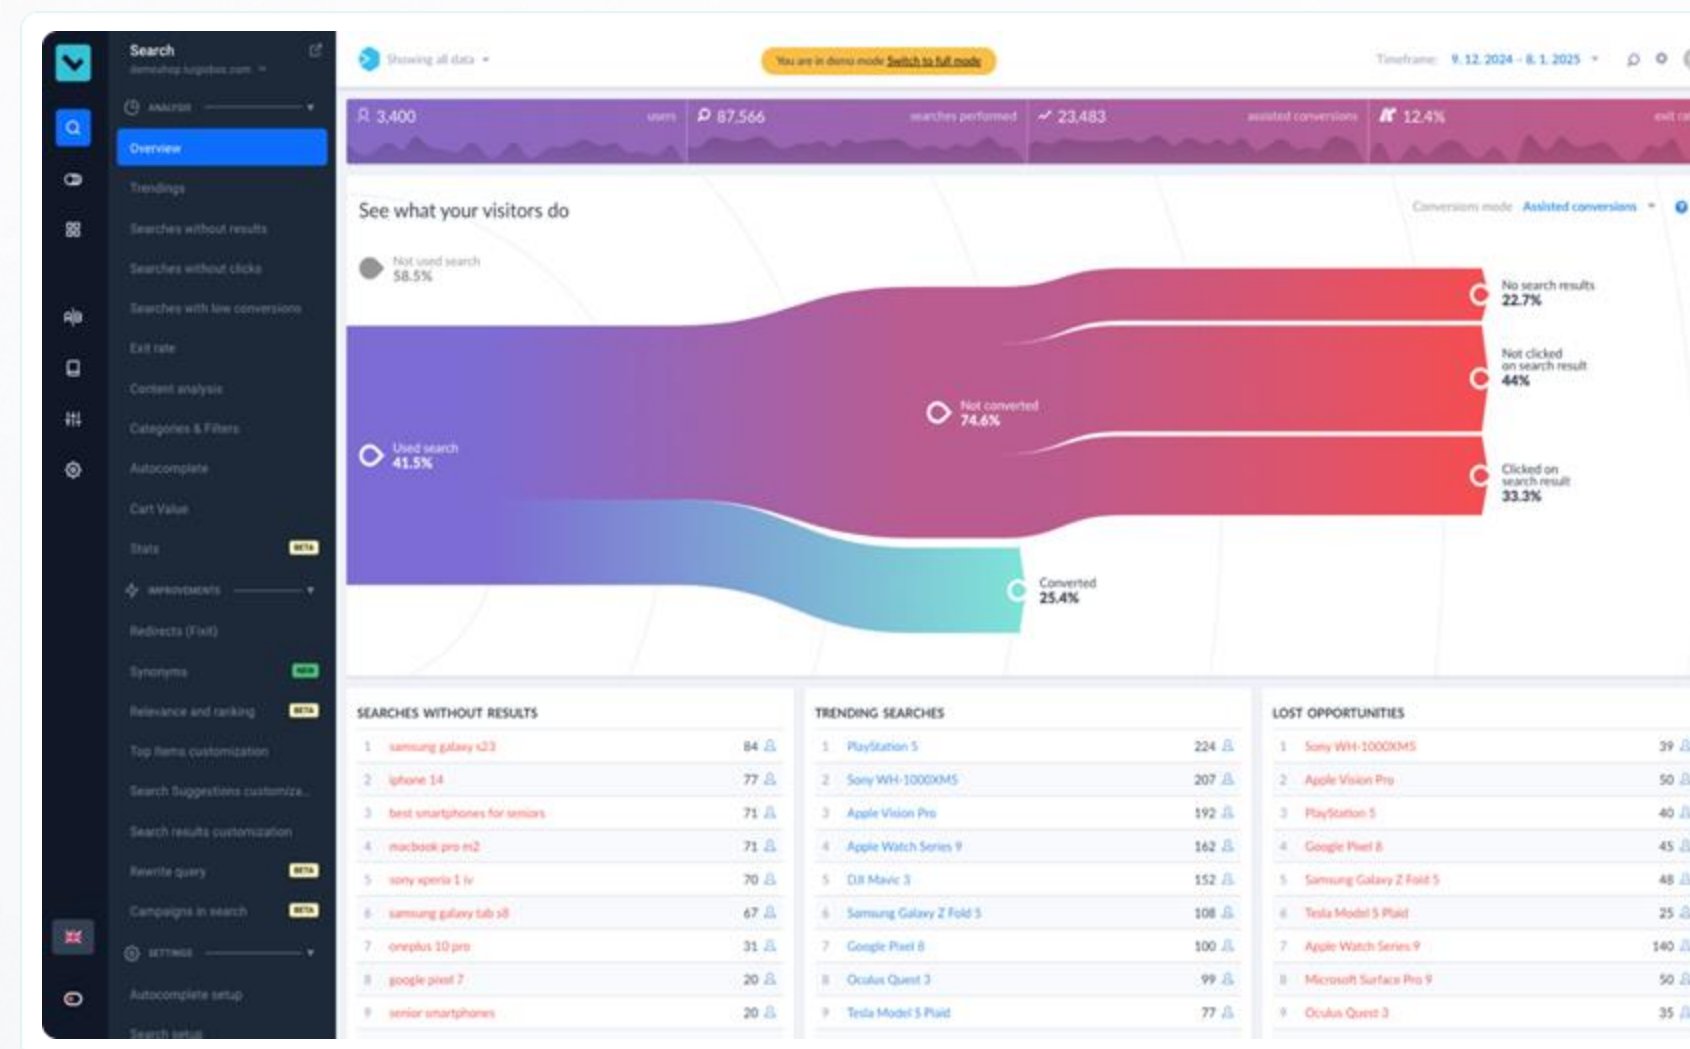 Search
demoshop.luigisbox.com
ANALYSIS
Overview
Trendings
Searches without results
Searches without clicks
Searches with low conversions
Exit rate
Content analysis
Categories & Filters
Autocomplete
Cart Value
Stats BETA
IMPROVEMENTS
Redirects (Fixit)
Synonyms NEW
Relevance and ranking BETA
Top Items customization
Search Suggestions customiza...
Search results customization
Rewrite query BETA
Campaigns in search BETA
SETTINGS
Autocomplete setup
Search setup
A|B
Showing all data
You are in demo mode Switch to full mode
Timeframe: 9. 12. 2024 - 8. 1. 2025
3,400 users
87,566 searches performed
23,483 assisted conversions
12.4% exit
See what your visitors do
Conversions mode Assisted conversions
Not used search
58.5%
Used search
41.5%
Not converted
74.6%
Converted
25.4%
No search results
22.7%
Not clicked
on search result
44%
Clicked on
search result
33.3%
SEARCHES WITHOUT RESULTS
1 samsung galaxy s23 84
2 iphone 14 77
3 best smartphones for seniors 71
4 macbook pro m2 71
5 sony xperia 1 iv 70
6 samsung galaxy tab s8 67
7 oneplus 10 pro 31
8 google pixel 7 20
9 senior smartphones 20
TRENDING SEARCHES
1 PlayStation 5 224
2 Sony WH-1000XM5 207
3 Apple Vision Pro 192
4 Apple Watch Series 9 162
5 DJI Mavic 3 152
6 Samsung Galaxy Z Fold 5 108
7 Google Pixel 8 100
8 Oculus Quest 3 99
9 Tesla Model S Plaid 77
LOST OPPORTUNITIES
1 Sony WH-1000XM5 39
2 Apple Vision Pro 50
3 PlayStation 5 40
4 Google Pixel 8 45
5 Samsung Galaxy Z Fold 5 48
6 Tesla Model S Plaid 25
7 Apple Watch Series 9 140
8 Microsoft Surface Pro 9 50
9 Oculus Quest 3 35